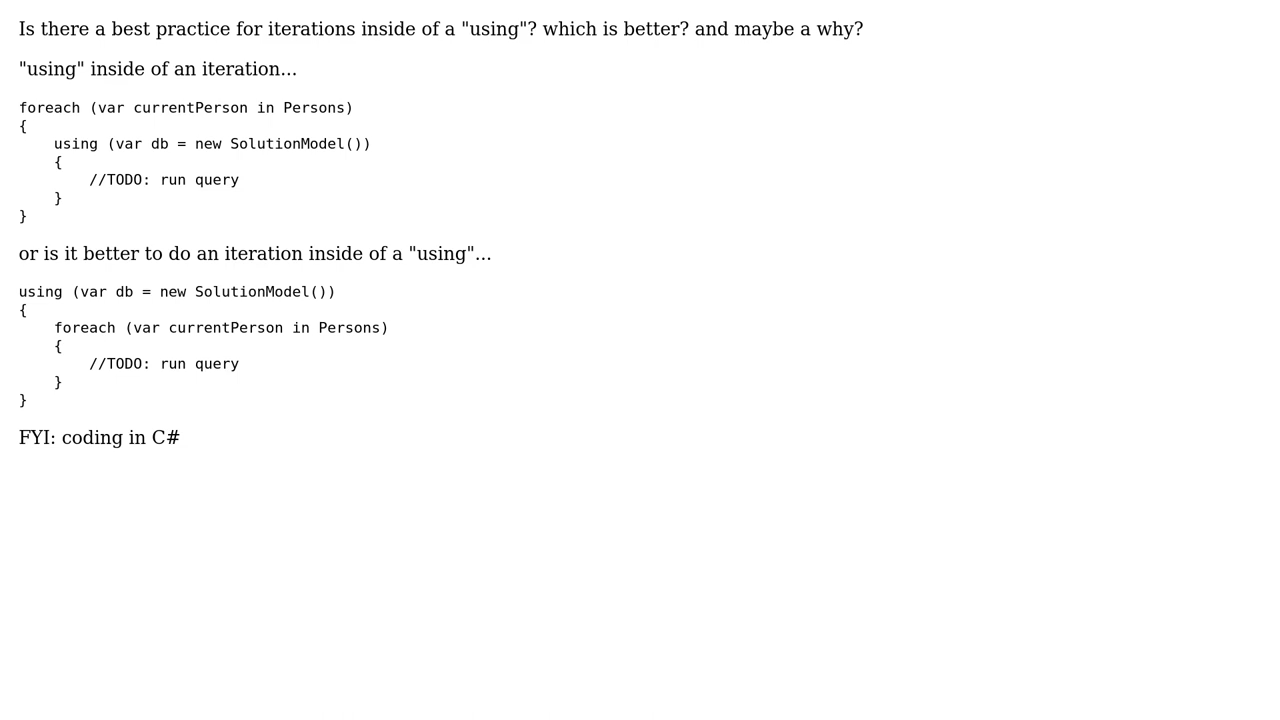 Is there a best practice for iterations inside of a "using"? which is better? and maybe a why?
"using" inside of an iteration...
foreach (var currentPerson in Persons)
{
    using (var db = new SolutionModel())
    {
        //TODO: run query
    }
}
or is it better to do an iteration inside of a "using"...
using (var db = new SolutionModel())
{
    foreach (var currentPerson in Persons)
    {
        //TODO: run query
    }
}
FYI: coding in C#